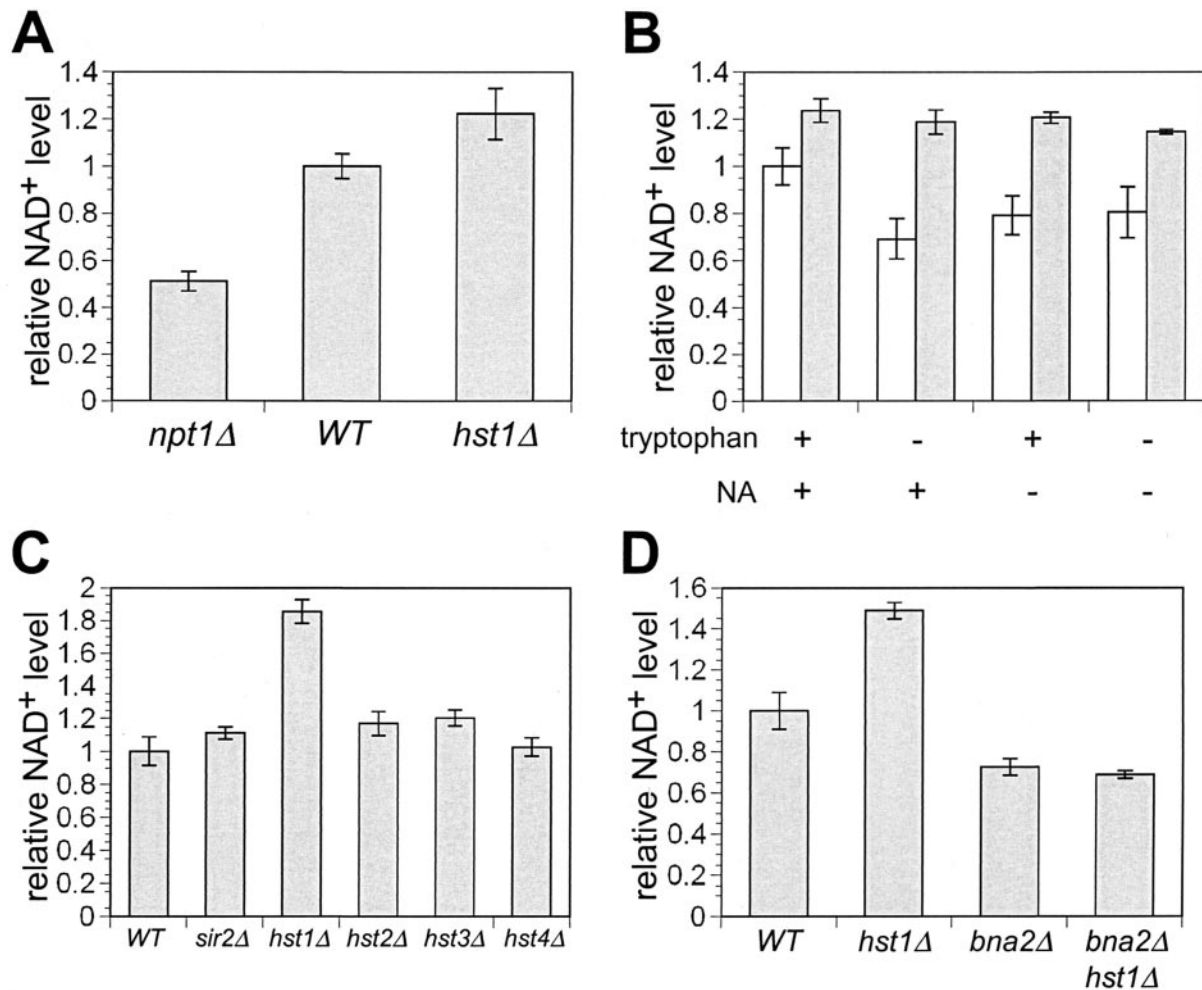 A
relative NAD+ level
1.4
1.2
1
0.8
0.6
0.4
0.2
0
npt1Δ WT hst1Δ
B
relative NAD+ level
1.4
1.2
1
0.8
0.6
0.4
0.2
0
tryptophan + - + -
NA + + - -
C
relative NAD+ level
2
1.8
1.6
1.4
1.2
1
0.8
0.6
0.4
0.2
0
WT sir2Δ hst1Δ hst2Δ hst3Δ hst4Δ
D
relative NAD+ level
1.6
1.4
1.2
1
0.8
0.6
0.4
0.2
0
WT hst1Δ bna2Δ bna2Δ
hst1Δ